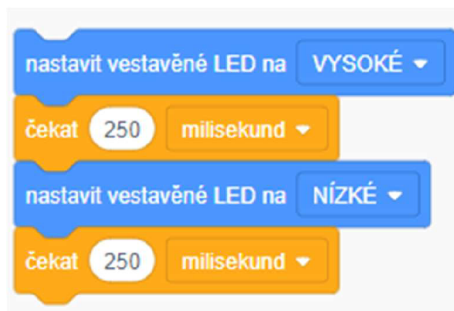 nastavit vestavěné LED na VYSOKÉ
čekat 250 milisekund
nastavit vestavěné LED na NÍZKÉ
čekat 250 milisekund